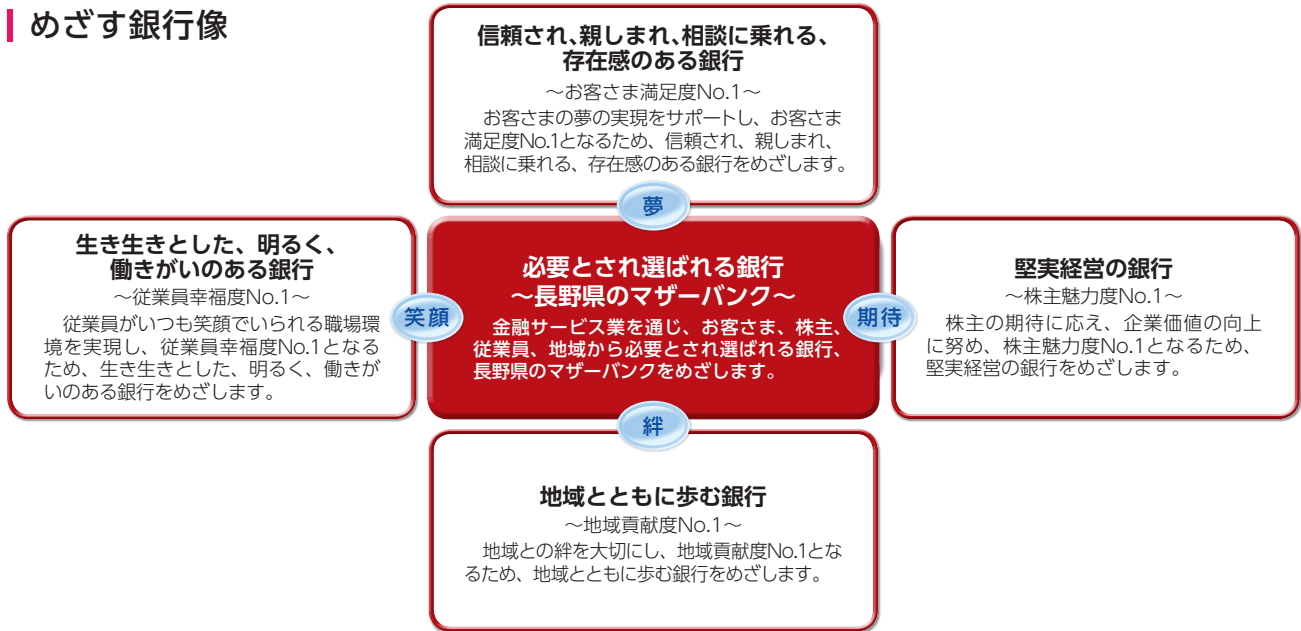 めざす銀行像
信頼され、親しまれ、相談に乗れる、
存在感のある銀行
～お客さま満足度No.1～
お客さまの夢の実現をサポートし、お客さま
満足度No.1となるため、信頼され、親しまれ、
相談に乗れる、存在感のある銀行をめざします。
夢
生き生きとした、明るく、
働きがいのある銀行
～従業員幸福度No.1～
従業員がいつも笑顔でいられる職場環
境を実現し、従業員幸福度No.1となる
ため、生き生きとした、明るく、働きが
いのある銀行をめざします。
笑顔
必要とされ選ばれる銀行
～長野県のマザーバンク～
金融サービス業を通じ、お客さま、株主、
従業員、地域から必要とされ選ばれる銀行、
長野県のマザーバンクをめざします。
期待
堅実経営の銀行
～株主魅力度No.1～
株主の期待に応え、企業価値の向上
に努め、株主魅力度No.1となるため、
堅実経営の銀行をめざします。
絆
地域とともに歩む銀行
～地域貢献度No.1～
地域との絆を大切にし、地域貢献度No.1とな
るため、地域とともに歩む銀行をめざします。